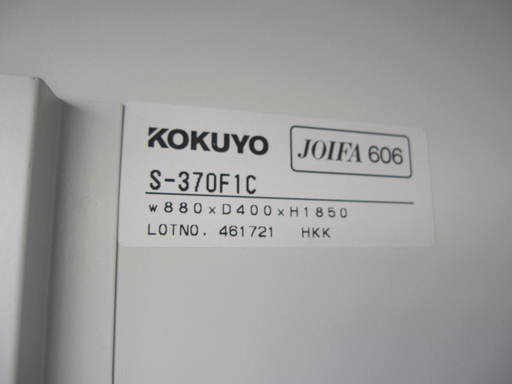 KOKUYO JOIFA 606
S-370F1C
W880×D400×H1850
LOTNO. 461721 HKK